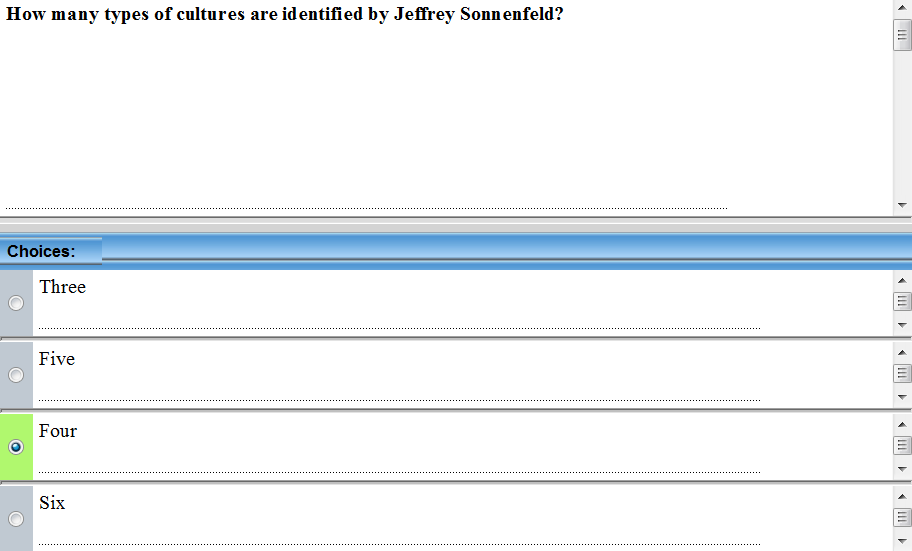 How many types of cultures are identified by Jeffrey Sonnenfeld?
Choices:
Three
Five
Four
Six